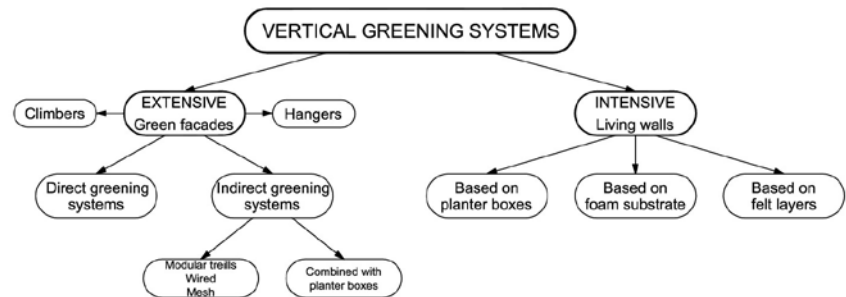 VERTICAL GREENING SYSTEMS
EXTENSIVE
Green facades
Climbers
Hangers
INTENSIVE
Living walls
Direct greening
systems
Indirect greening
systems
Based on
planter boxes
Based on
foam substrate
Based on
felt layers
Modular treills
Wired
Mesh
Combined with
planter boxes